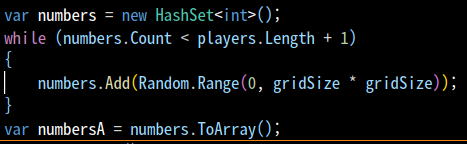 var numbers = new HashSet<int>();
while (numbers.Count < players.Length + 1)
{
    numbers.Add(Random.Range(0, gridSize * gridSize));
}
var numbersA = numbers.ToArray();